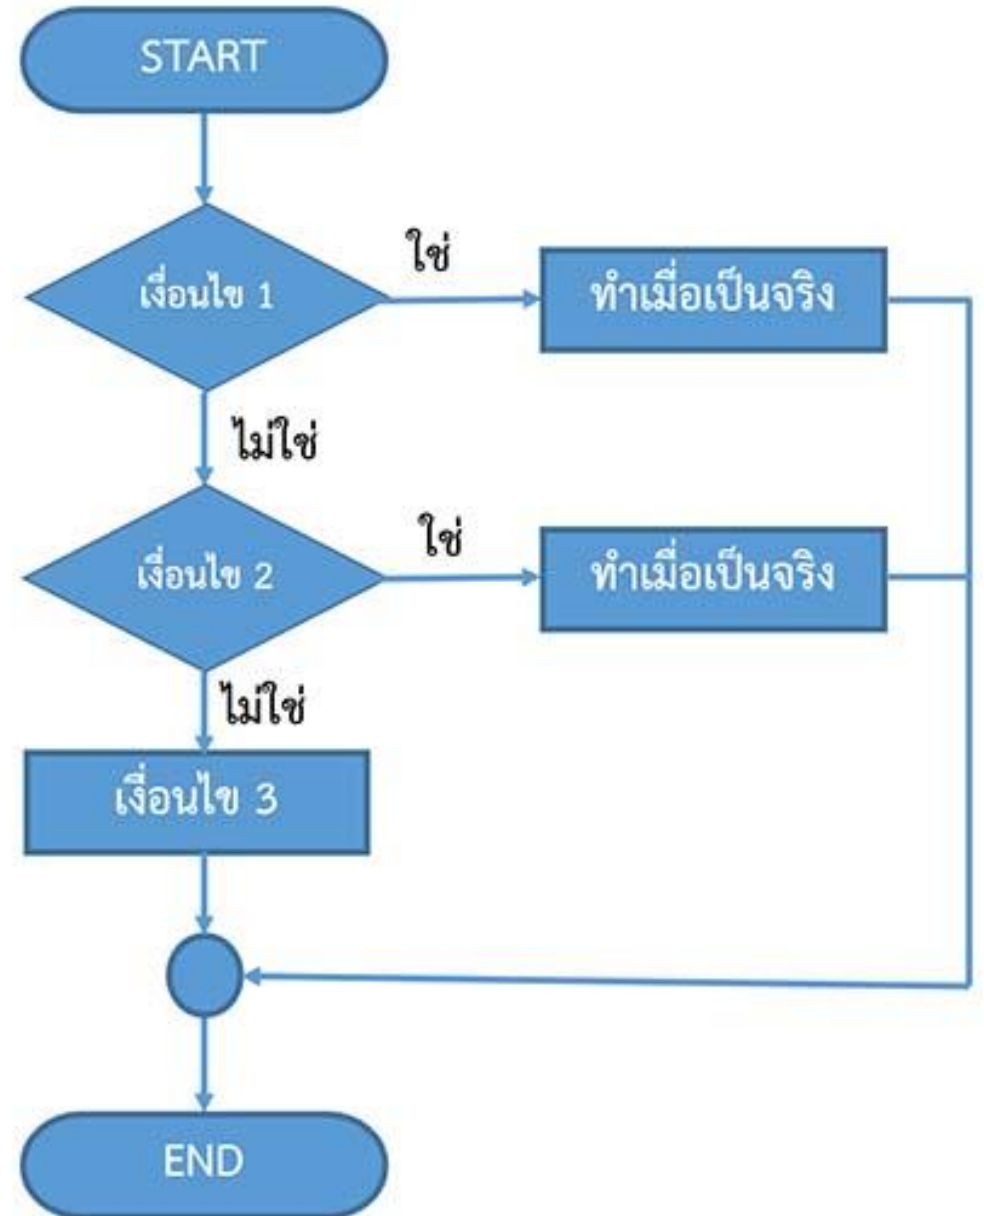 START
เงื่อนไข 1
ใช่
ทำเมื่อเป็นจริง
ไม่ใช่
เงื่อนไข 2
ใช่
ทำเมื่อเป็นจริง
ไม่ใช่
เงื่อนไข 3
END